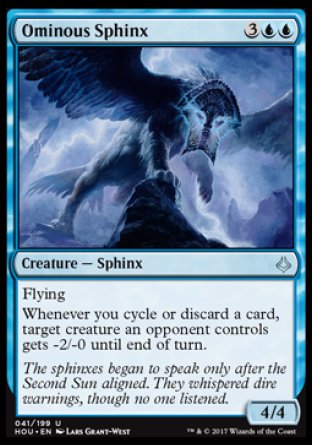 Ominous Sphinx 3
Creature — Sphinx
Flying
Whenever you cycle or discard a card,
target creature an opponent controls
gets -2/-0 until end of turn.
The sphinxes began to speak only after the
Second Sun aligned. They whispered dire
warnings, though no one listened.
4/4
041/199 U
HOU • EN Lars Grant-West
™ & © 2017 Wizards of the Coast